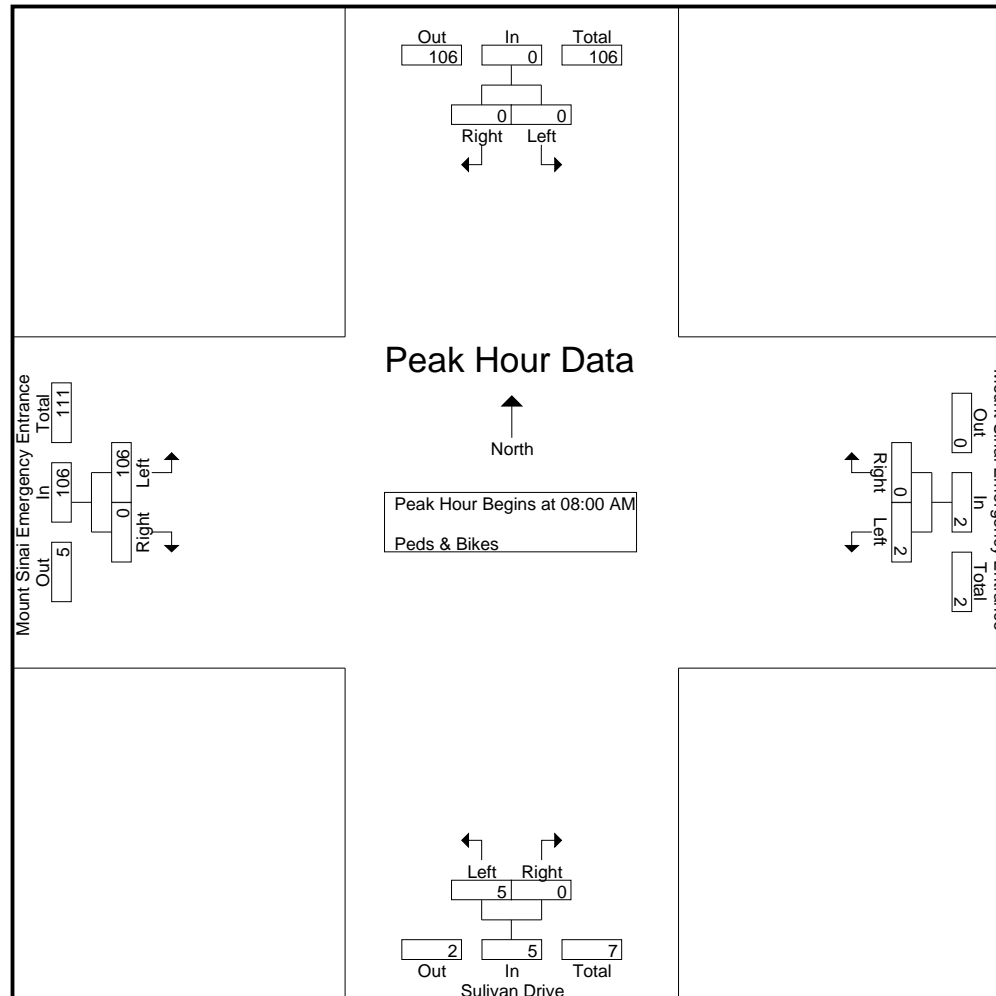 Out In Total
106 0 106
0 0
Right Left
Peak Hour Data
North
Peak Hour Begins at 08:00 AM
Peds & Bikes
Mount Sinai Emergency Entrance
Total In Out
111 106 5
106 0
Left Right
Out In Total
0 2 2
0 2
Right Left
Left Right
5 0
2 5 7
Out In Total
Sulivan Drive